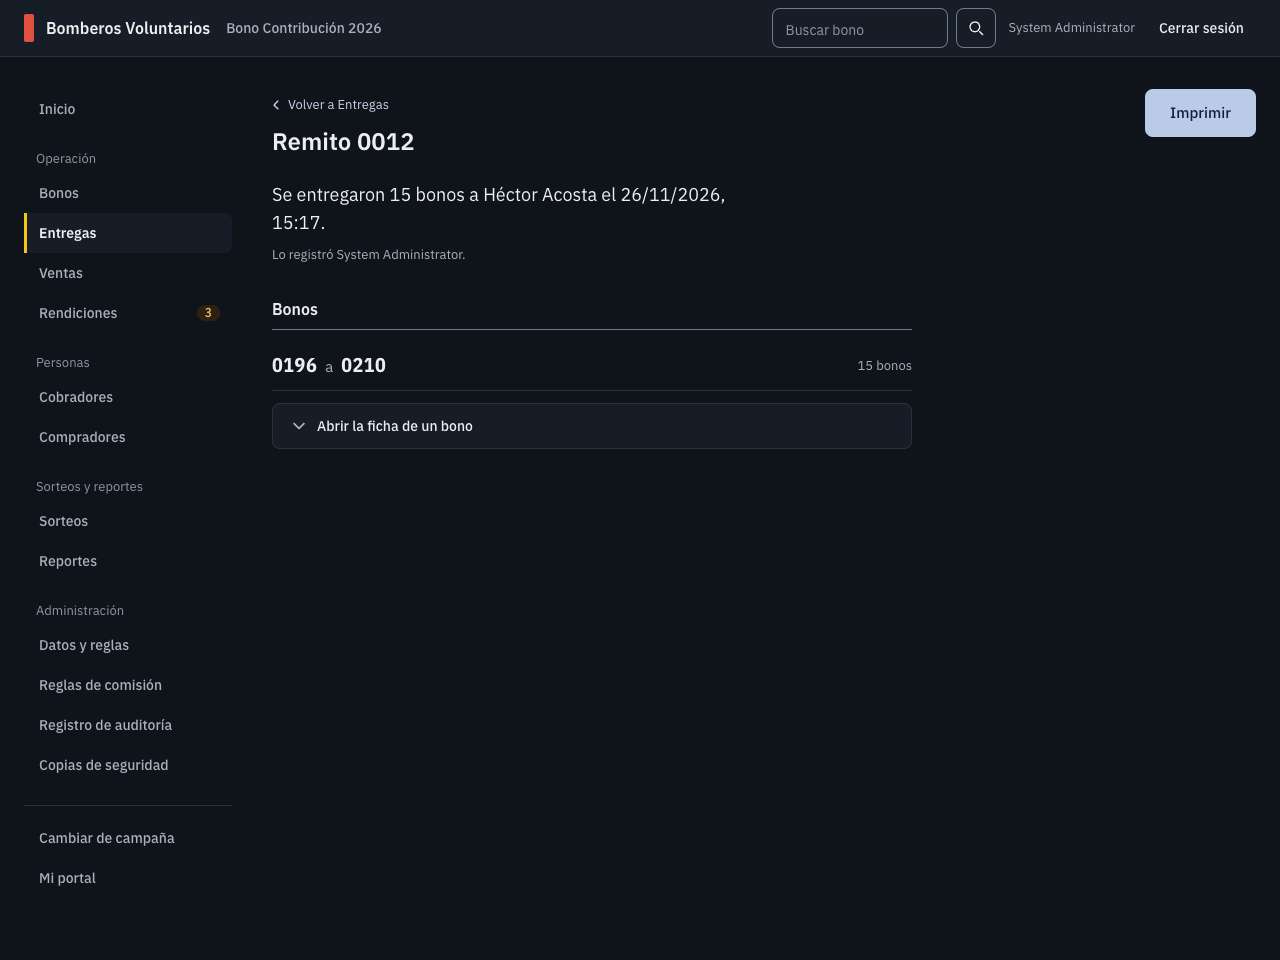 Bomberos Voluntarios
Bono Contribución 2026
Buscar bono
System Administrator
Cerrar sesión
Inicio
Operación
Bonos
Entregas
Ventas
Rendiciones 3
Personas
Cobradores
Compradores
Sorteos y reportes
Sorteos
Reportes
Administración
Datos y reglas
Reglas de comisión
Registro de auditoría
Copias de seguridad
Cambiar de campaña
Mi portal
Volver a Entregas
Remito 0012
Imprimir
Se entregaron 15 bonos a Héctor Acosta el 26/11/2026,
15:17.
Lo registró System Administrator.
Bonos
0196 a 0210
15 bonos
Abrir la ficha de un bono